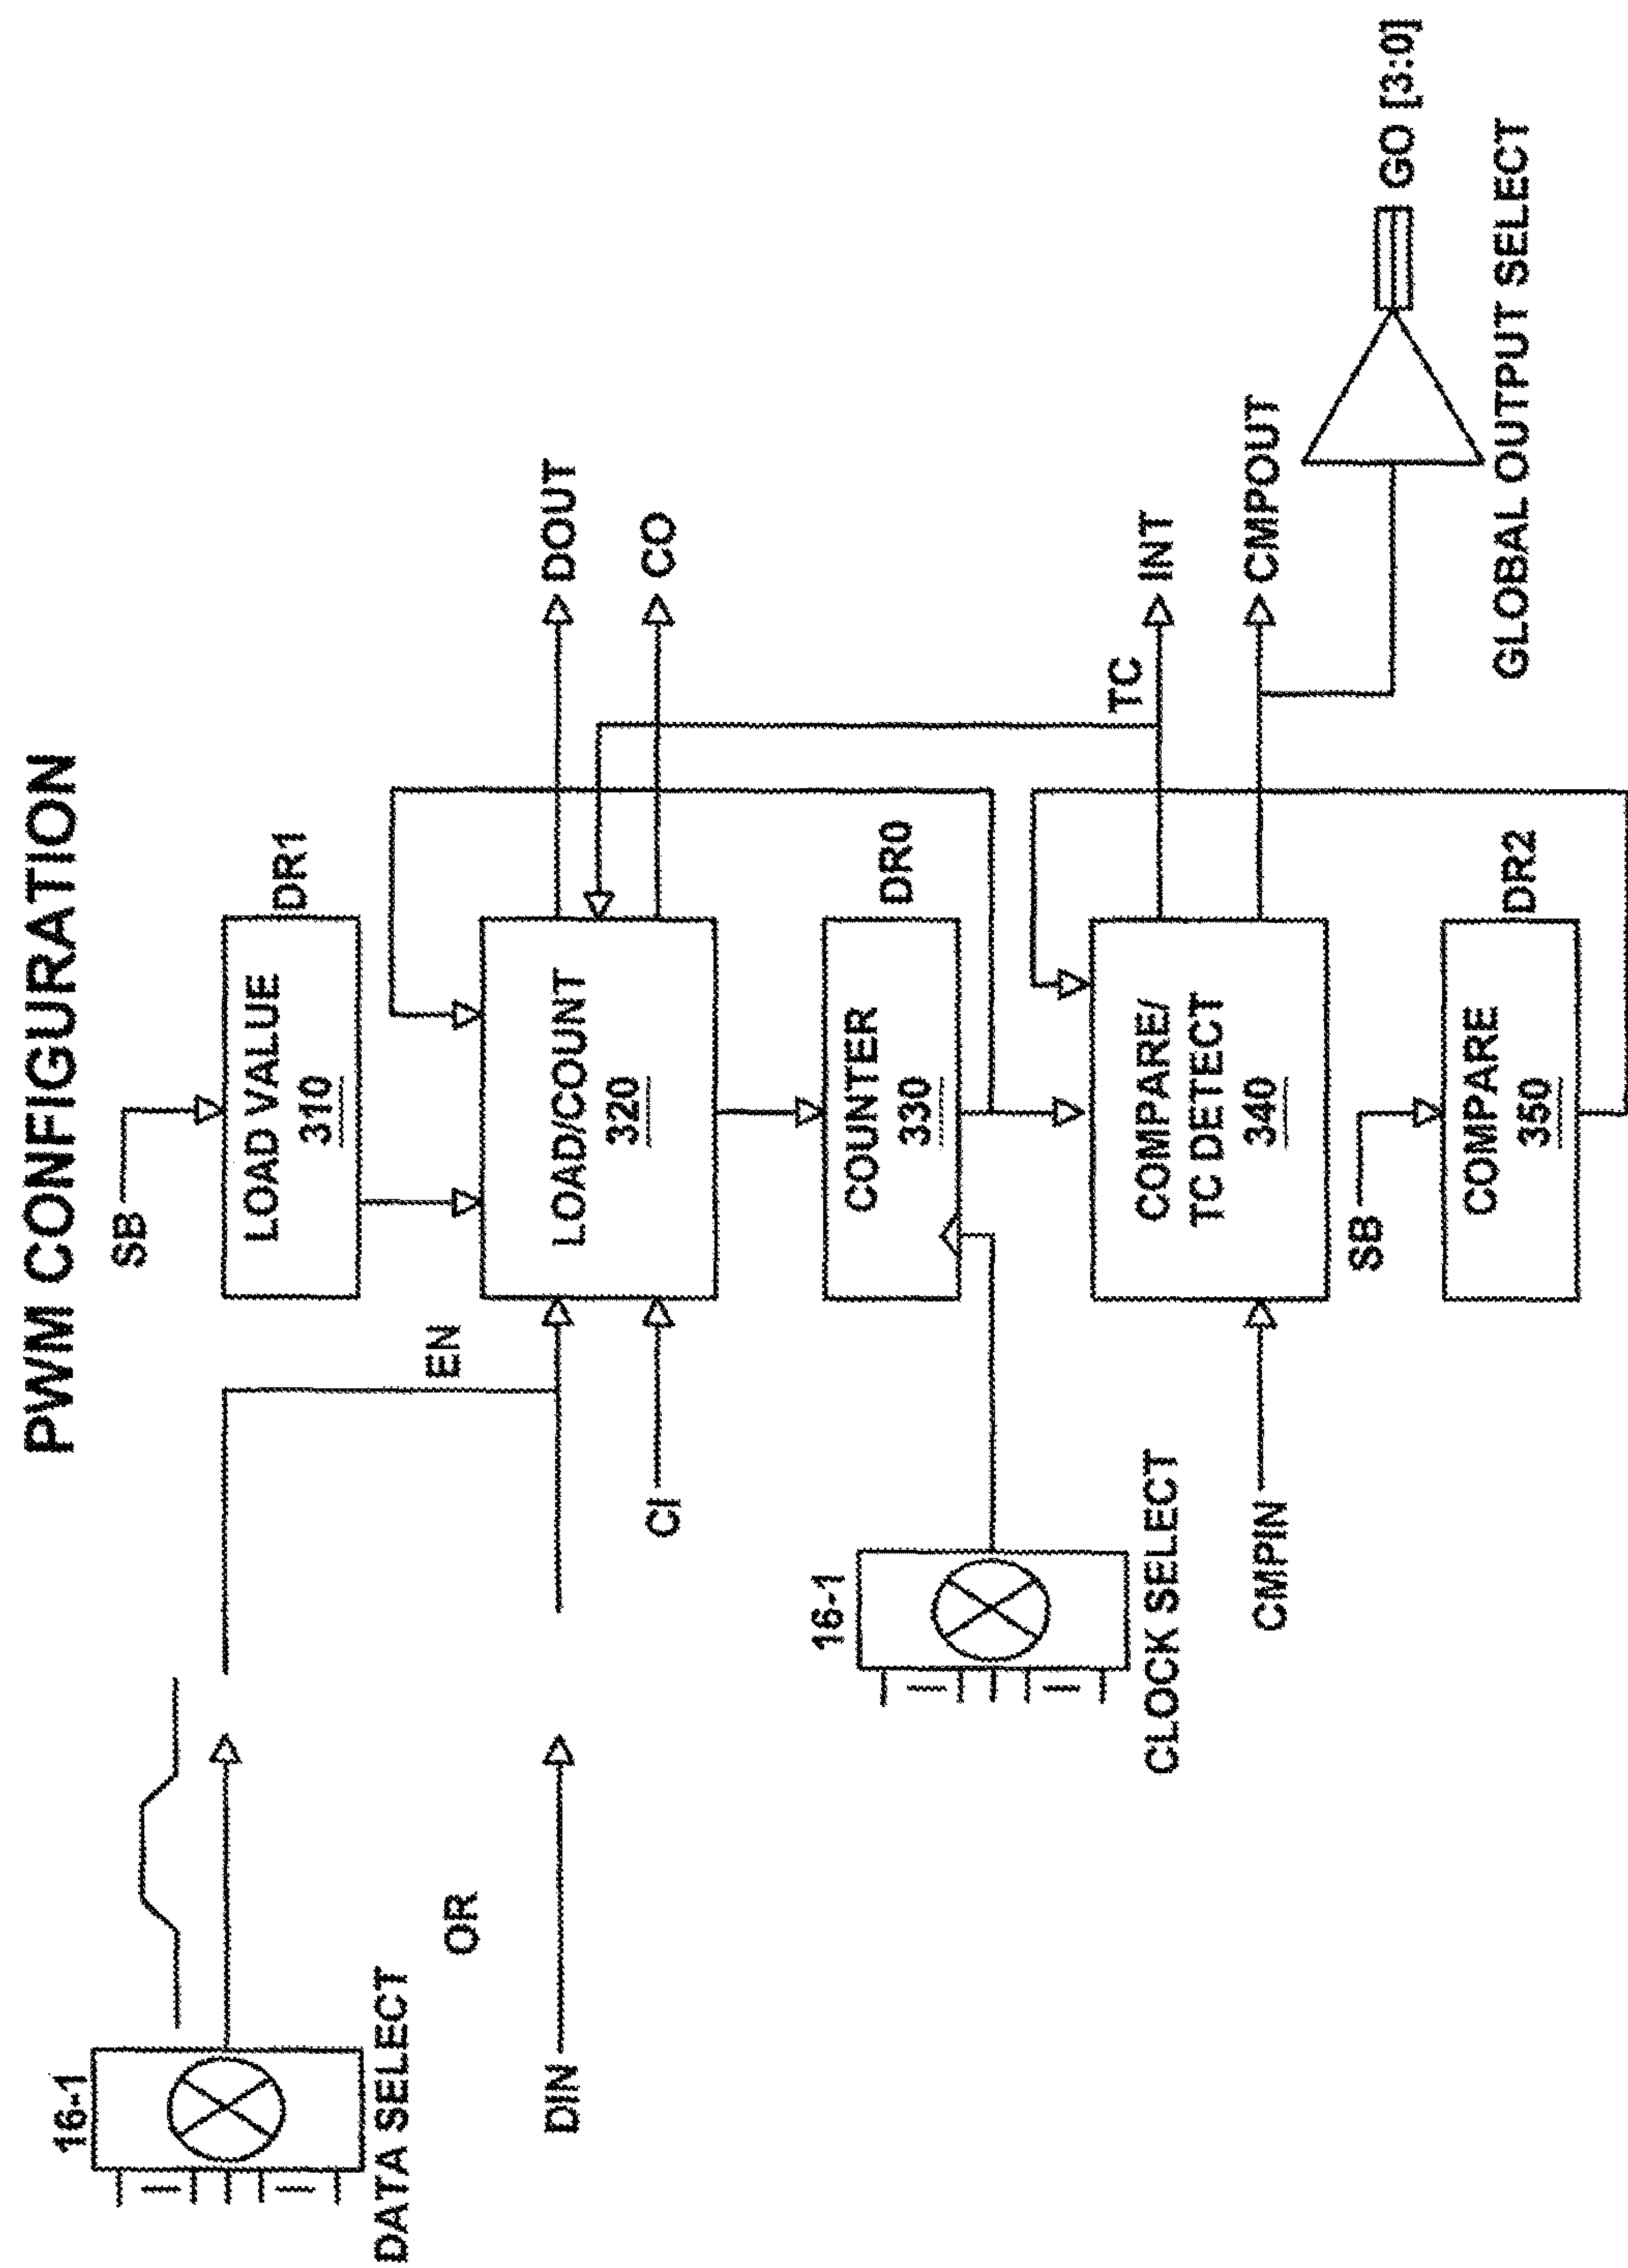 PWM CONFIGURATION
16-1
DATA SELECT
OR
DIN
EN
CI
SB
LOAD VALUE
310
DR1
LOAD/COUNT
320
DOUT
CO
16-1
CLOCK SELECT
COUNTER
330
DR0
CMPIN
COMPARE/
TC DETECT
340
TC
INT
CMPOUT
SB
COMPARE
350
DR2
GO [3:0]
GLOBAL OUTPUT SELECT